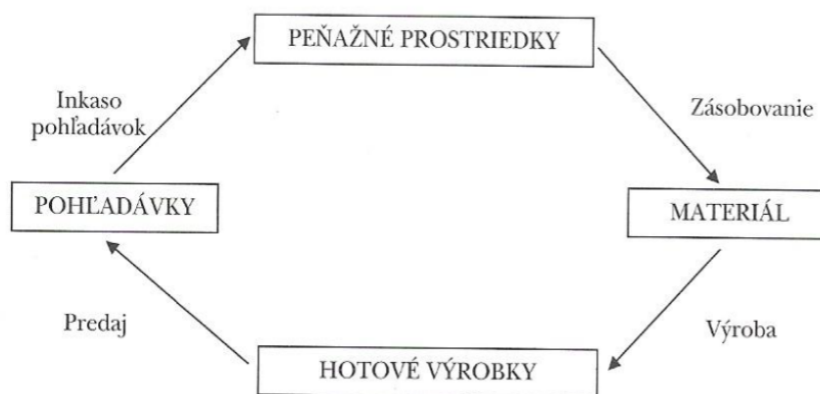 PEŇAŽNÉ PROSTRIEDKY
Inkaso
pohľadávok
Zásobovanie
POHĽADÁVKY
MATERIÁL
Predaj
Výroba
HOTOVÉ VÝROBKY